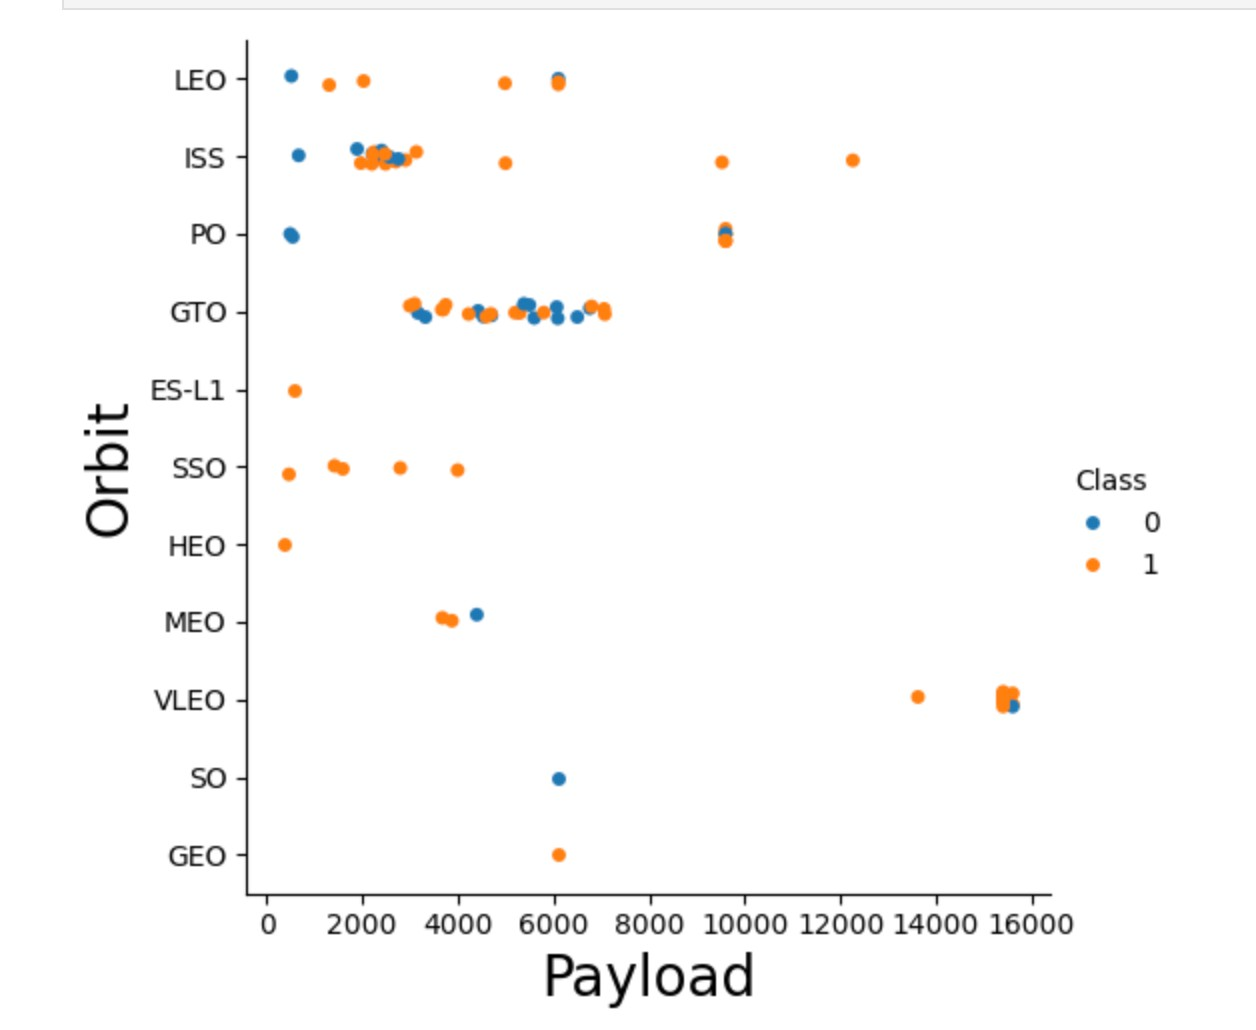 LEO
ISS
PO
GTO
ES-L1
SSO
HEO
MEO
VLEO
SO
GEO
Orbit
Class
0
1
0 2000 4000 6000 8000 10000 12000 14000 16000
Payload